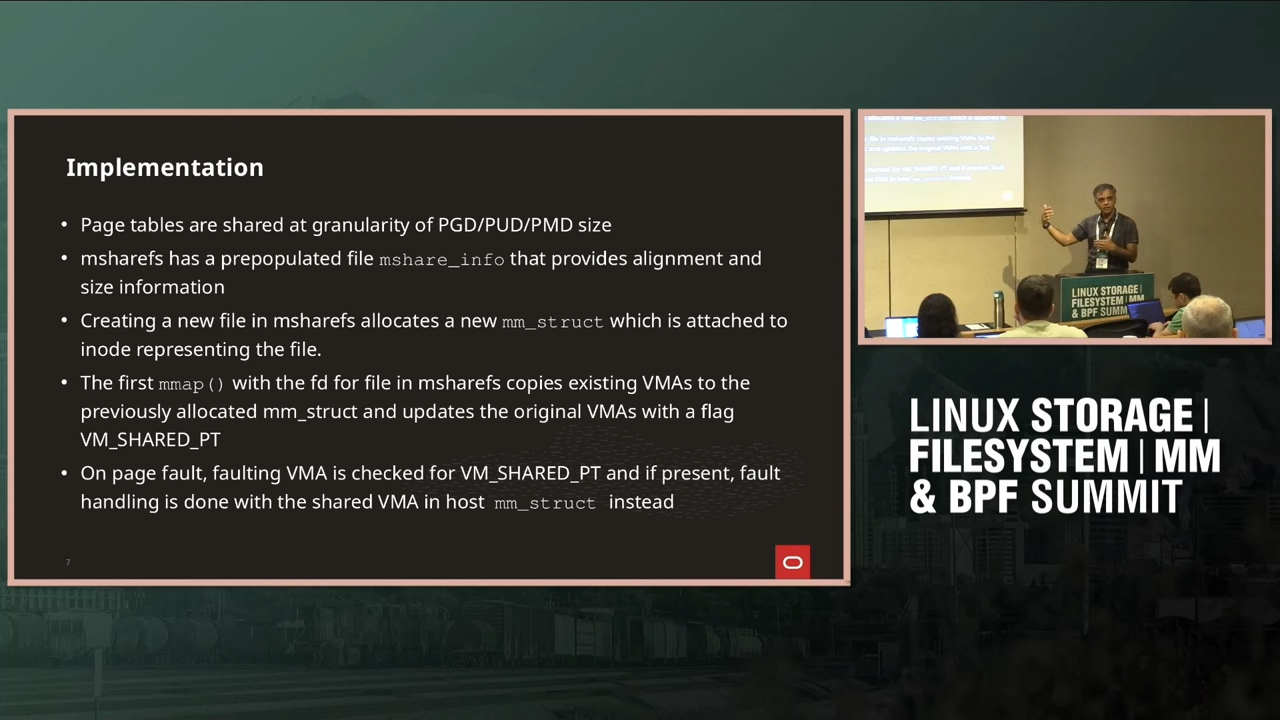 Implementation
• Page tables are shared at granularity of PGD/PUD/PMD size
• msharefs has a prepopulated file mshare_info that provides alignment and
size information
• Creating a new file in msharefs allocates a new mm_struct which is attached to
inode representing the file.
• The first mmap() with the fd for file in msharefs copies existing VMAs to the
previously allocated mm_struct and updates the original VMAs with a flag
VM_SHARED_PT
• On page fault, faulting VMA is checked for VM_SHARED_PT and if present, fault
handling is done with the shared VMA in host mm_struct instead
7
LINUX STORAGE |
FILESYSTEM | MM
& BPF SUMM
LINUX STORAGE |
FILESYSTEM | MM
& BPF SUMMIT